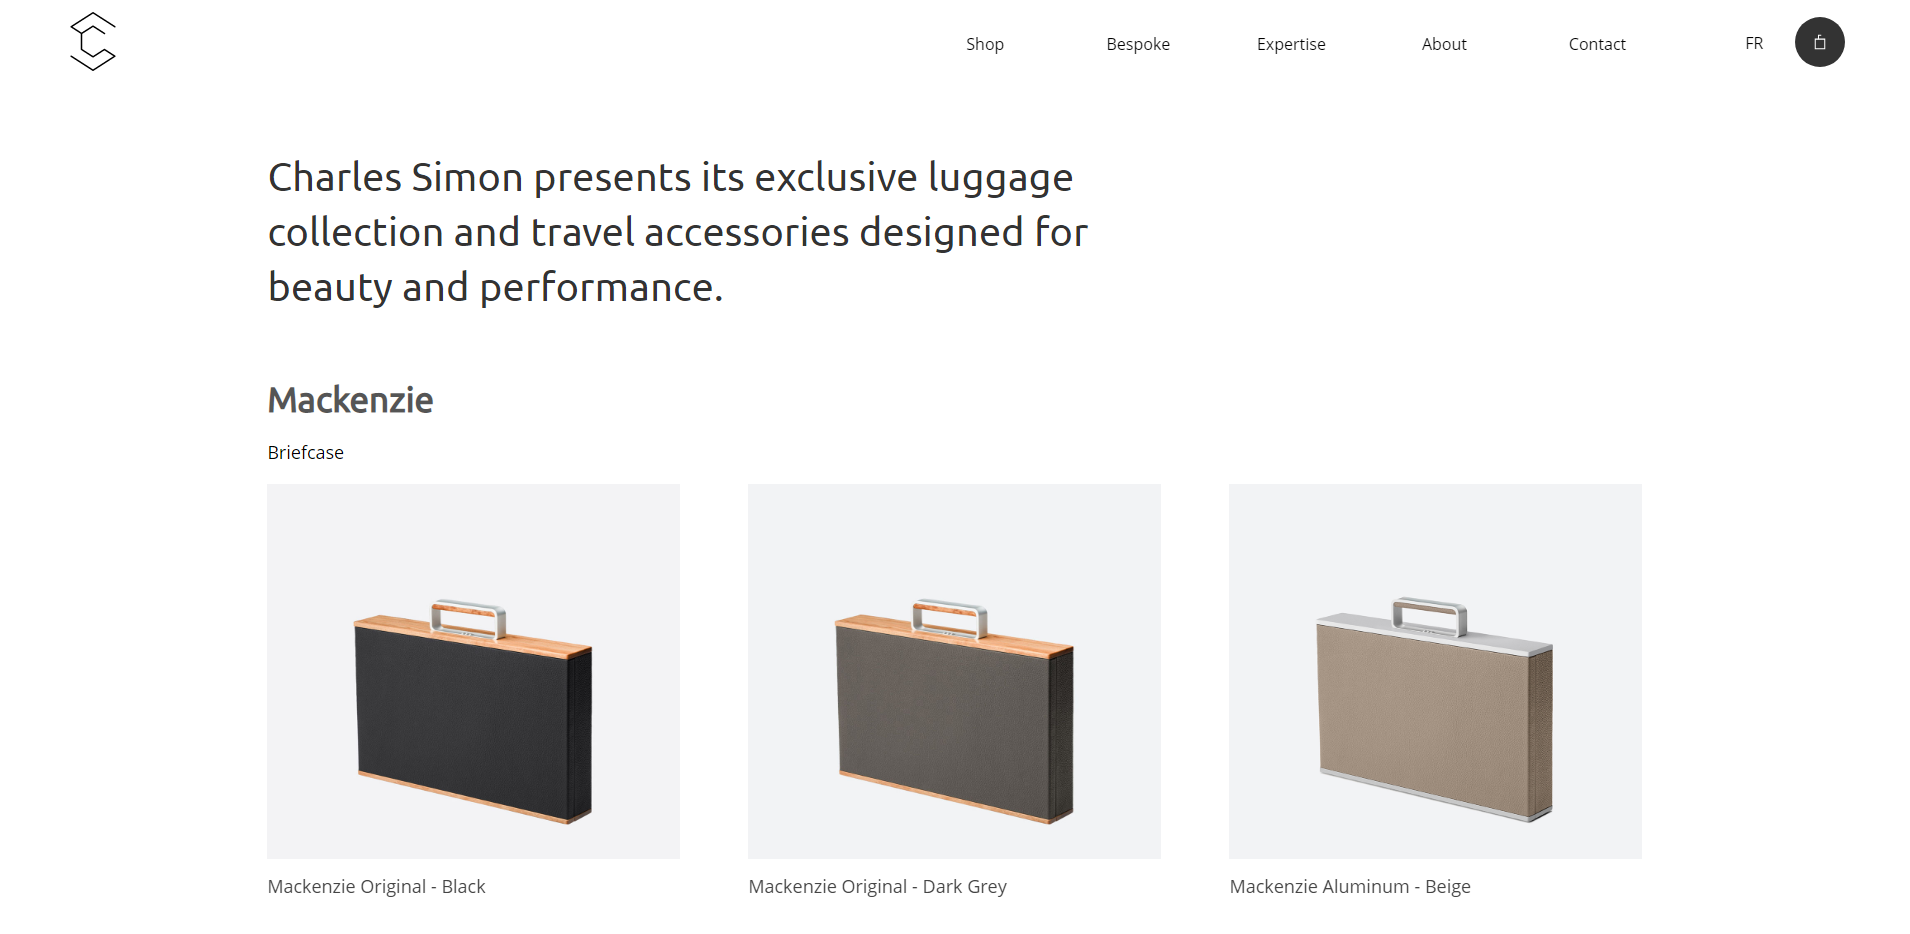 Shop
Bespoke
Expertise
About
Contact
FR
Charles Simon presents its exclusive luggage
collection and travel accessories designed for
beauty and performance.
Mackenzie
Briefcase
Mackenzie Original - Black
Mackenzie Original - Dark Grey
Mackenzie Aluminum - Beige